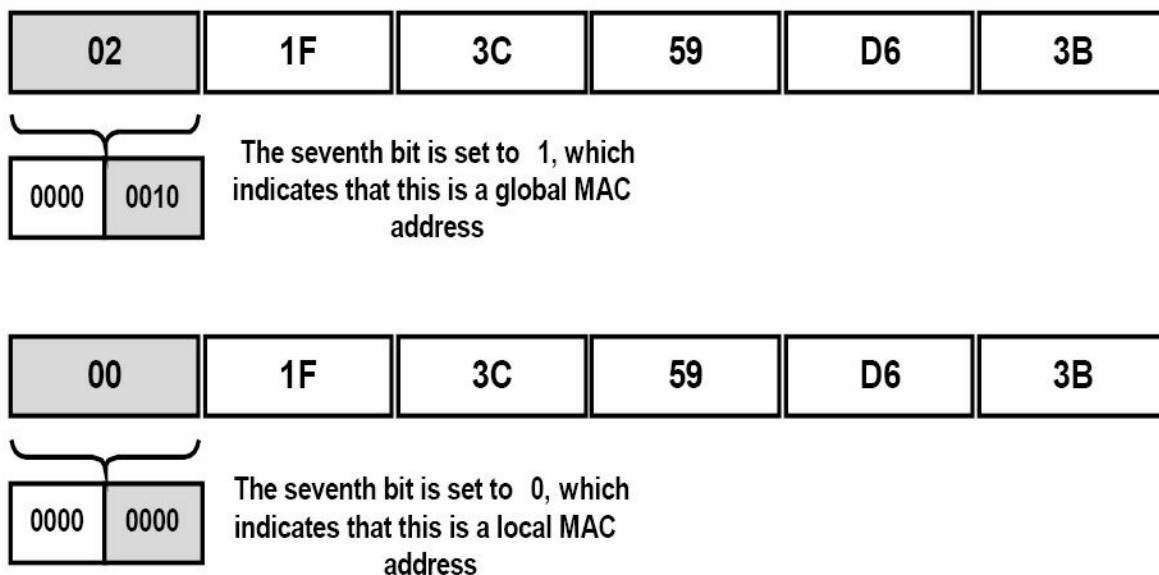 02 1F 3C 59 D6 3B
The seventh bit is set to 1, which
0000 0010 indicates that this is a global MAC
address
00 1F 3C 59 D6 3B
The seventh bit is set to 0, which
0000 0000 indicates that this is a local MAC
address